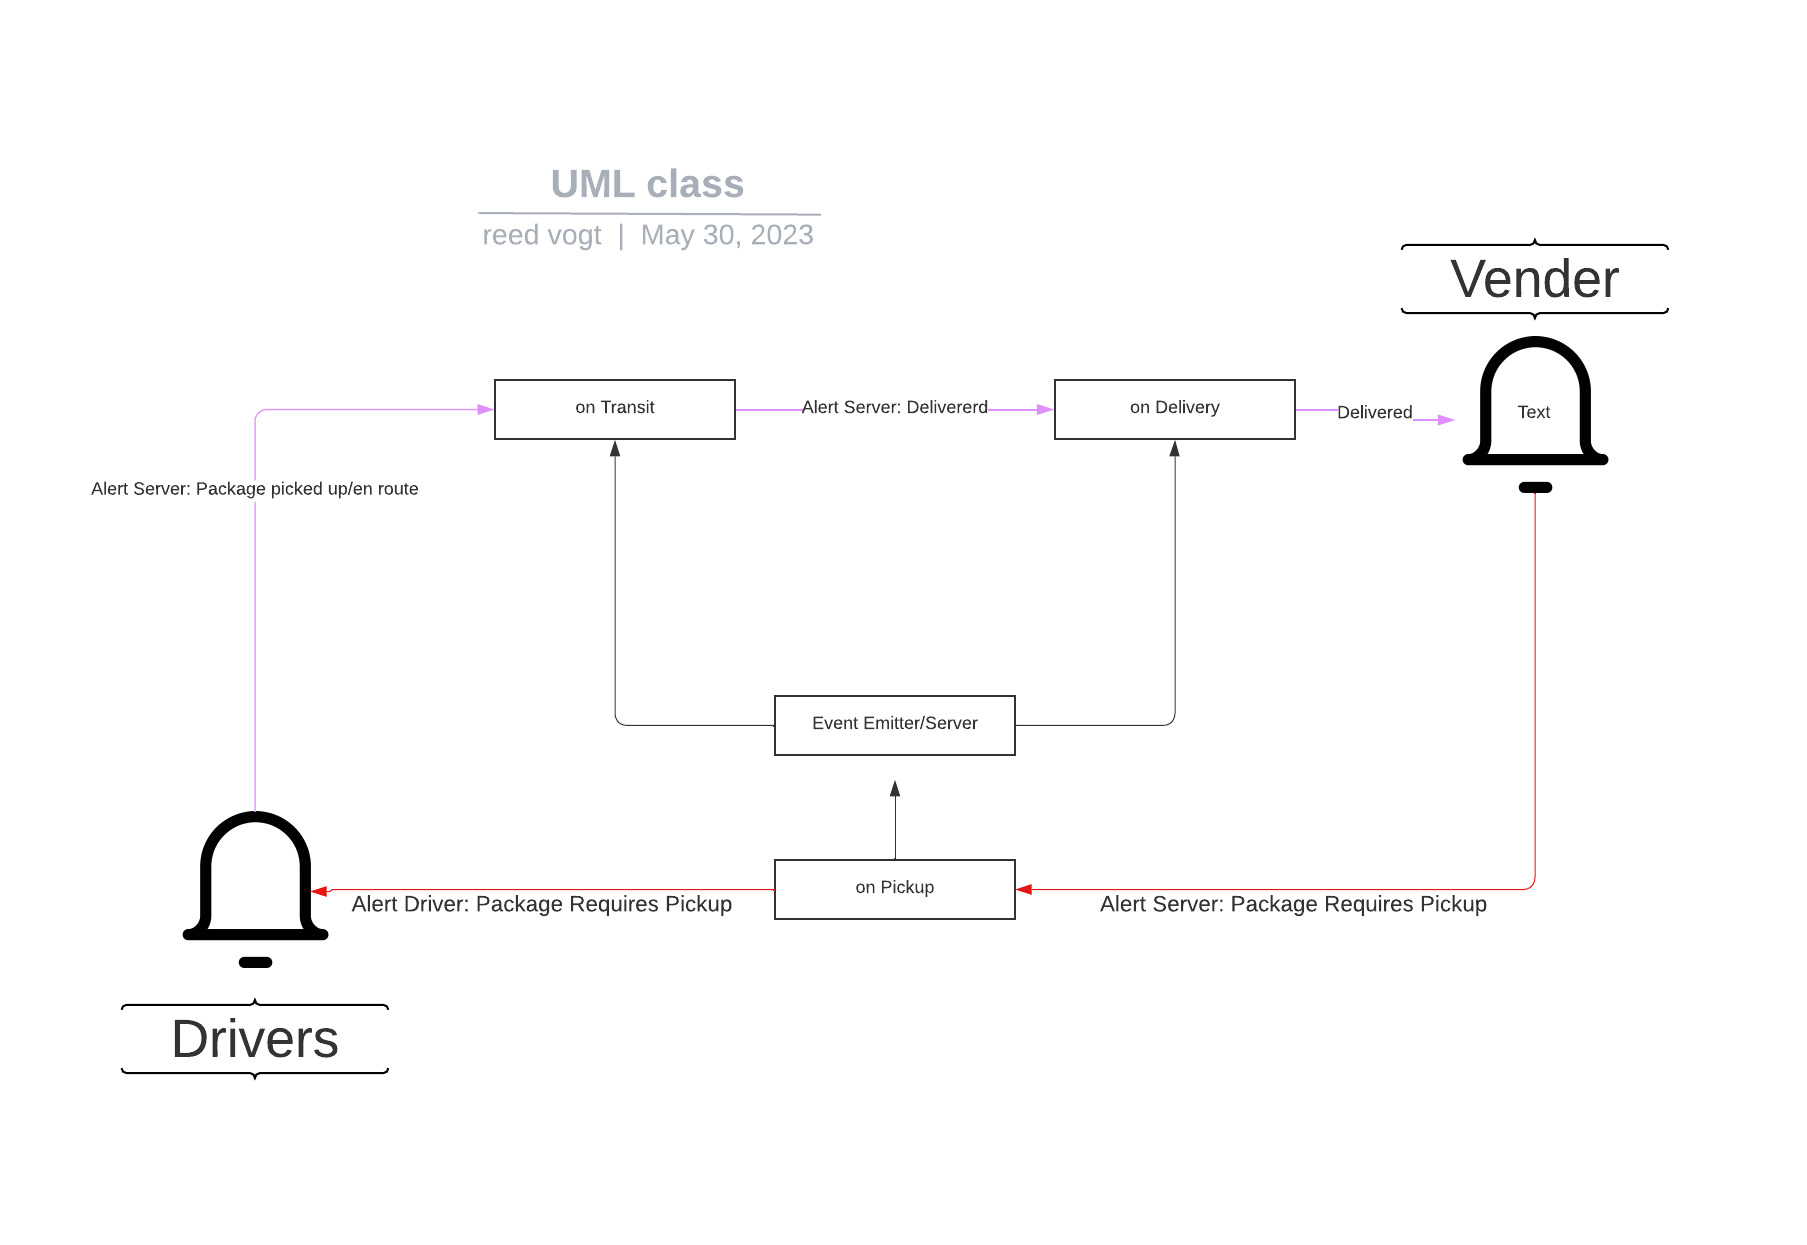 UML class
reed vogt | May 30, 2023
Vender
on Transit
Alert Server: Delivererd
on Delivery
Delivered
Text
Alert Server: Package picked up/en route
Event Emitter/Server
on Pickup
Alert Driver: Package Requires Pickup
Alert Server: Package Requires Pickup
Drivers